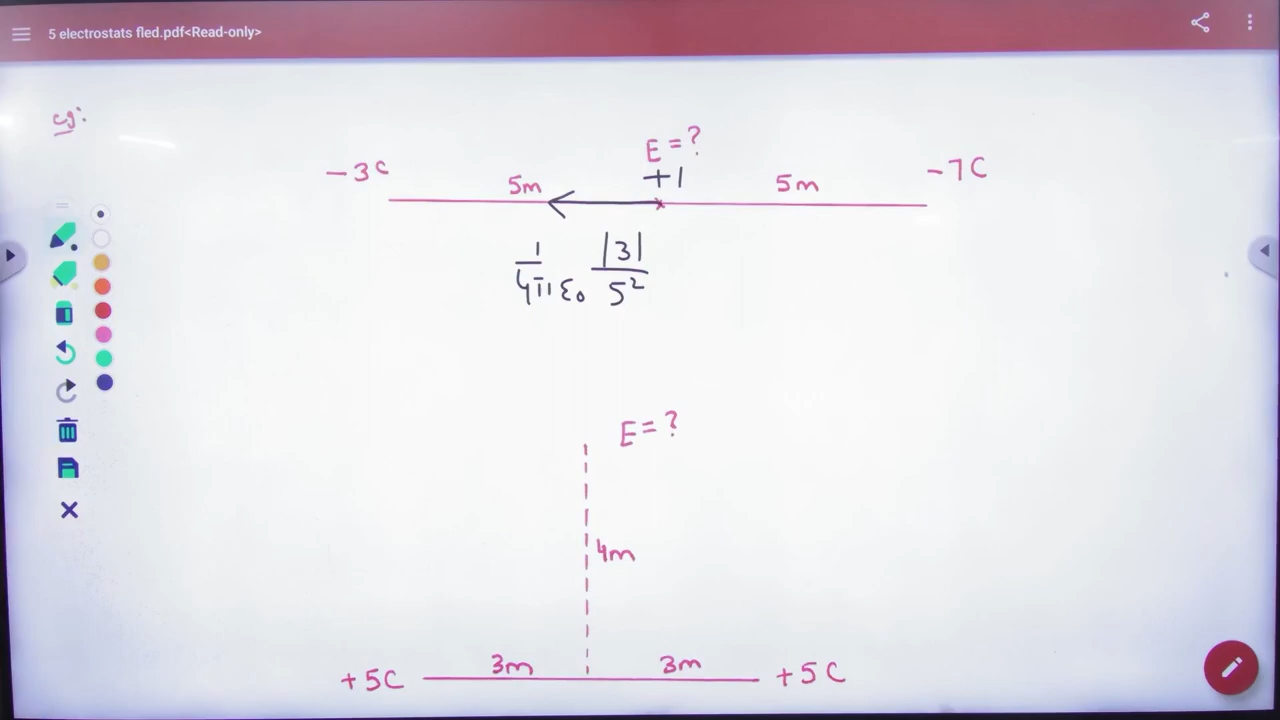 5 electrostats fled.pdf<Read-only>
eg:
E = ?
-3C 5m +1 5m -7C
1/4πε₀ |3|/5²
E = ?
4m
+5C 3m 3m +5C